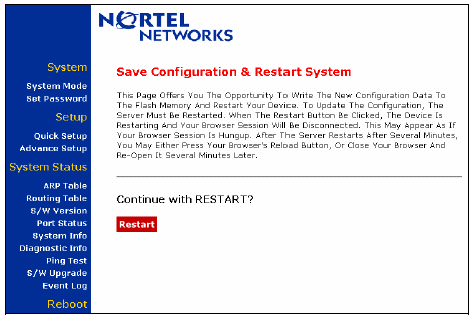 NORTEL
NETWORKS
System
System Mode
Set Password
Setup
Quick Setup
Advance Setup
System Status
ARP Table
Routing Table
S/W Version
Port Status
System Info
Diagnostic Info
Ping Test
S/W Upgrade
Event Log
Reboot
Save Configuration & Restart System
This Page Offers You The Opportunity To Write The New Configuration Data To
The Flash Memory And Restart Your Device. To Update The Configuration, The
Server Must Be Restarted. When The Restart Button Be Clicked, The Device Is
Restarting And Your Browser Session Will Be Disconnected. This May Appear As If
Your Browser Session Is Hungup. After The Server Restarts After Several Minutes,
You May Either Press Your Browser's Reload Button, Or Close Your Browser And
Re-Open It Several Minutes Later.
Continue with RESTART?
Restart